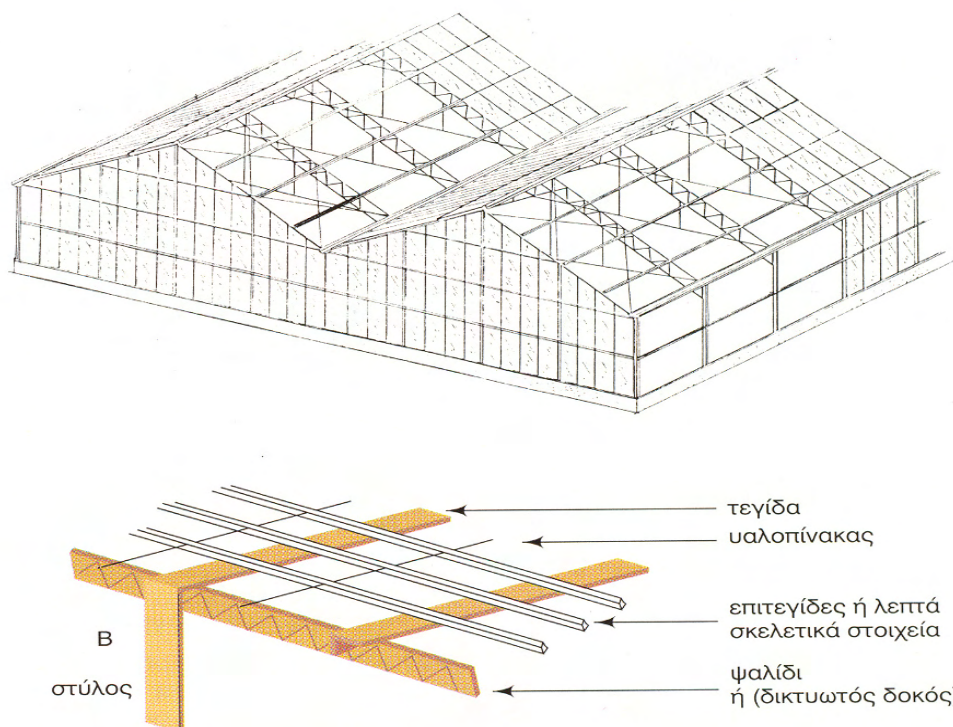 τεγίδα
υαλοπίνακας
επιτεγίδες ή λεπτά
σκελετικά στοιχεία
Β
στύλος
ψαλίδι
ή (δικτυωτός δοκός)